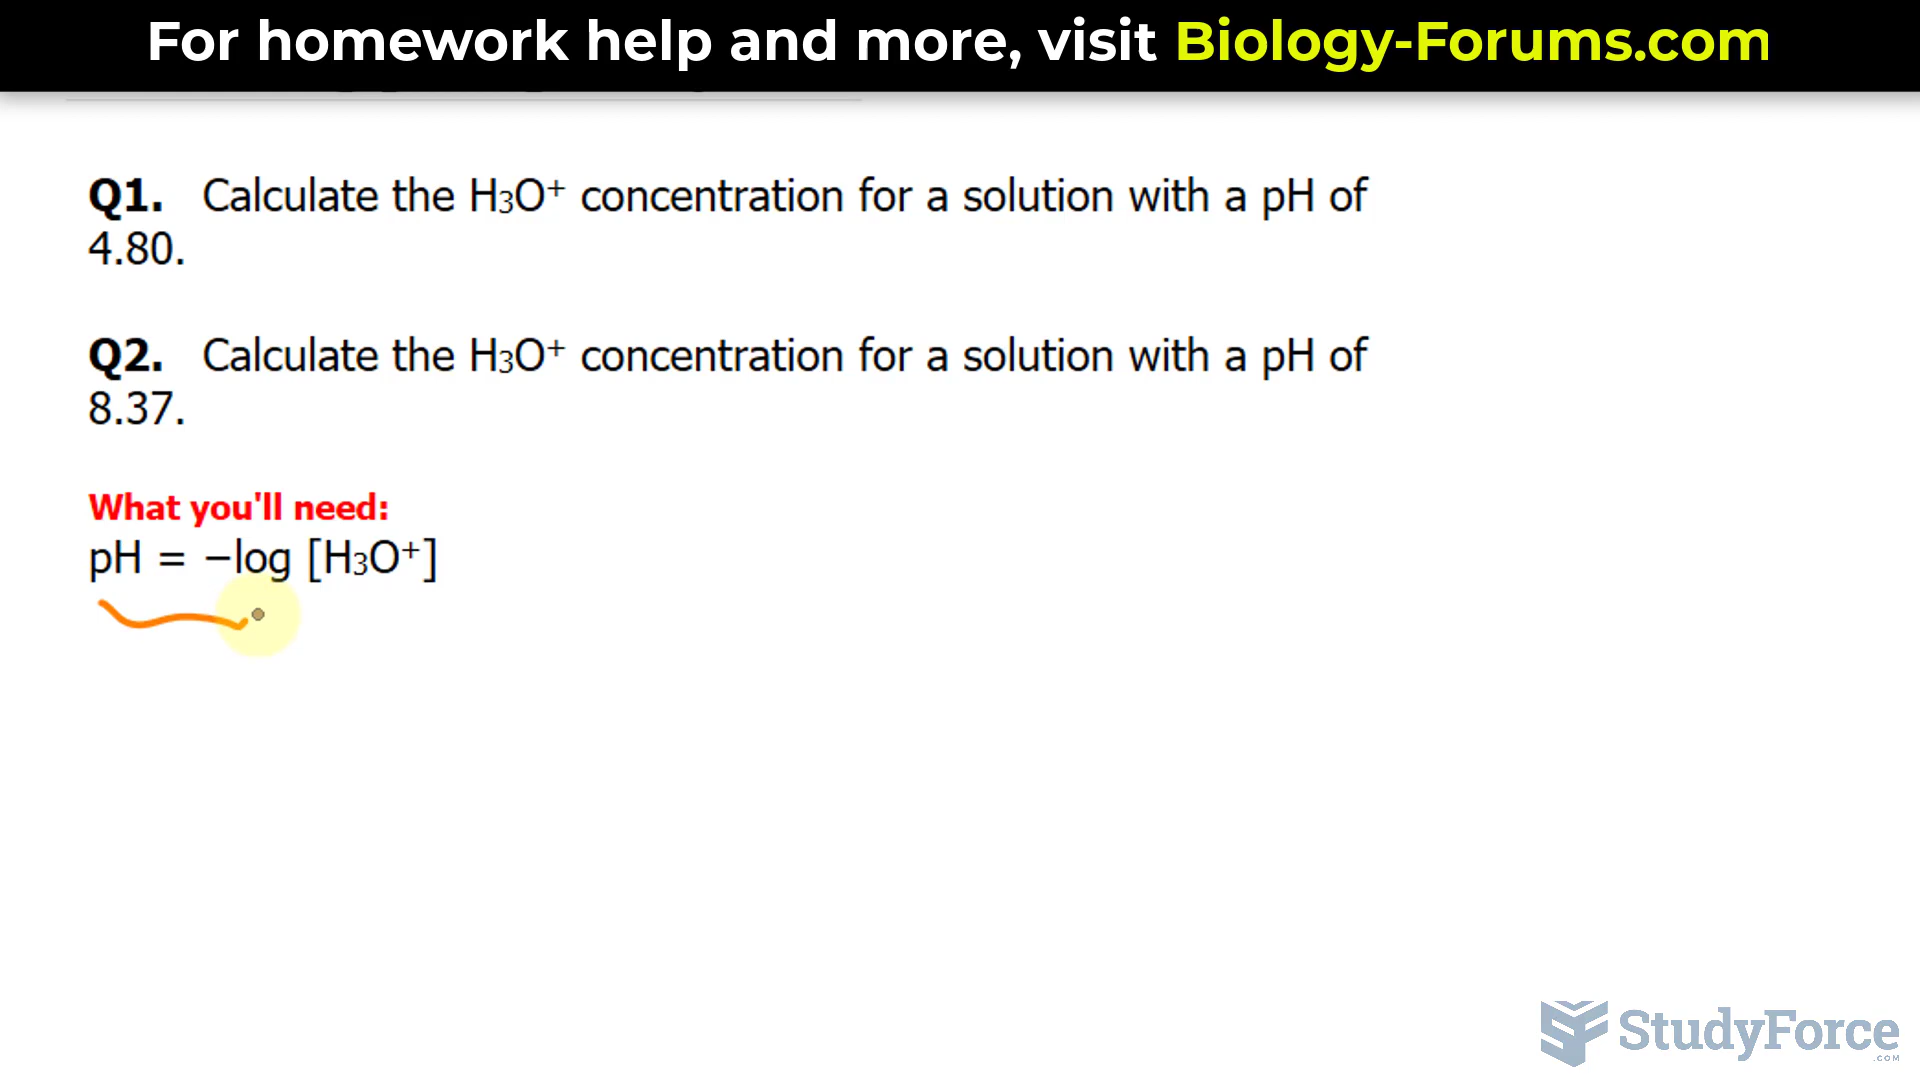 For homework help and more, visit Biology-Forums.com
Q1. Calculate the H₃O⁺ concentration for a solution with a pH of
4.80.
Q2. Calculate the H₃O⁺ concentration for a solution with a pH of
8.37.
What you'll need:
pH = −log [H₃O⁺]
StudyForce
.COM